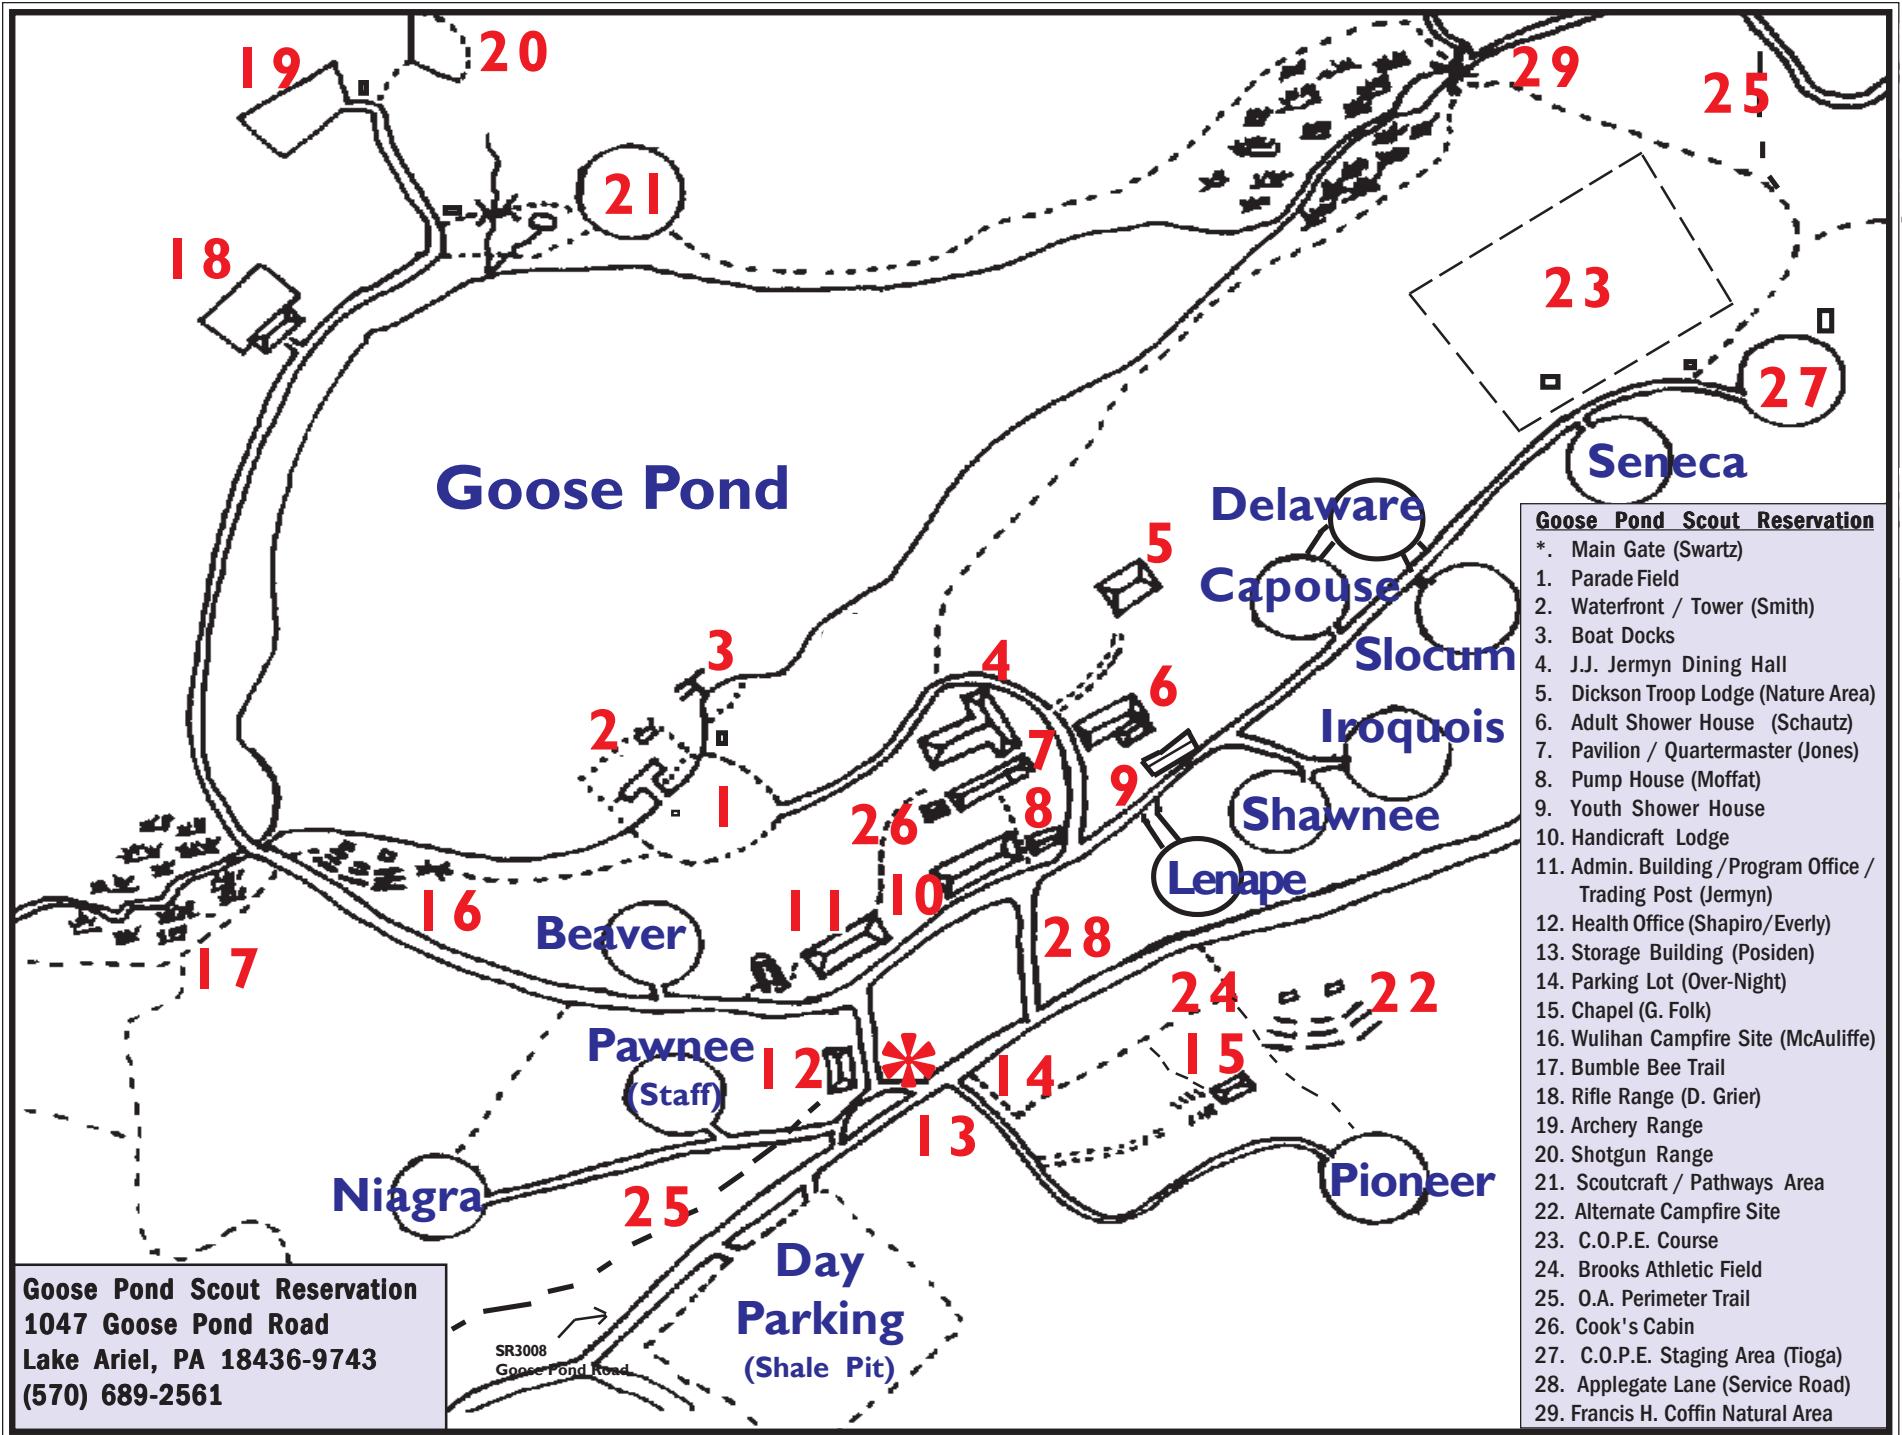 19
20
29
25
21
18
23
27
Goose Pond
Seneca
Delaware
5
Capouse
3
4
Slocum
6
2
Iroquois
7
9
1
26
8
Shawnee
Lenape
10
16
11
Beaver
28
17
24
22
Pawnee
(Staff)
12
*
14
15
13
Niagra
25
Pioneer
Day
Parking
(Shale Pit)
SR3008
Goose Pond Road
Goose Pond Scout Reservation
1047 Goose Pond Road
Lake Ariel, PA 18436-9743
(570) 689-2561
Goose Pond Scout Reservation
*. Main Gate (Swartz)
1. Parade Field
2. Waterfront / Tower (Smith)
3. Boat Docks
4. J.J. Jermyn Dining Hall
5. Dickson Troop Lodge (Nature Area)
6. Adult Shower House (Schautz)
7. Pavilion / Quartermaster (Jones)
8. Pump House (Moffat)
9. Youth Shower House
10. Handicraft Lodge
11. Admin. Building / Program Office /
Trading Post (Jermyn)
12. Health Office (Shapiro/Everly)
13. Storage Building (Posiden)
14. Parking Lot (Over-Night)
15. Chapel (G. Folk)
16. Wulihan Campfire Site (McAuliffe)
17. Bumble Bee Trail
18. Rifle Range (D. Grier)
19. Archery Range
20. Shotgun Range
21. Scoutcraft / Pathways Area
22. Alternate Campfire Site
23. C.O.P.E. Course
24. Brooks Athletic Field
25. O.A. Perimeter Trail
26. Cook's Cabin
27. C.O.P.E. Staging Area (Tioga)
28. Applegate Lane (Service Road)
29. Francis H. Coffin Natural Area